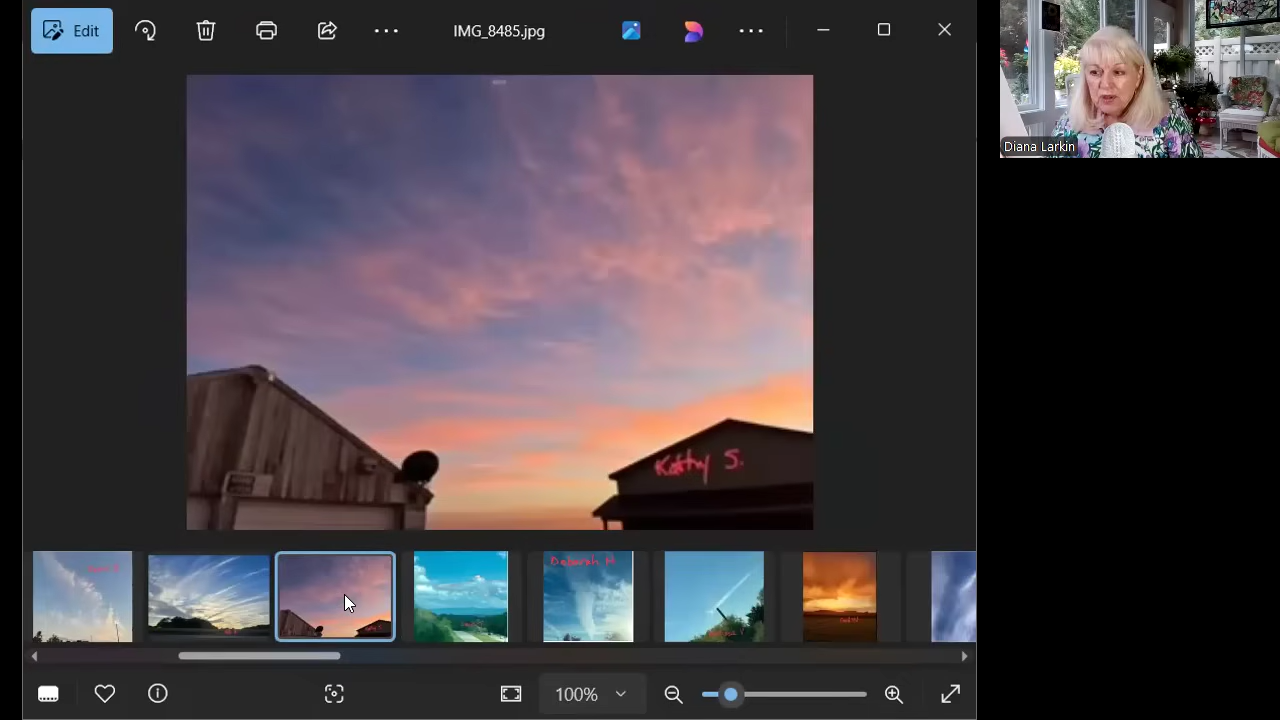 Edit
IMG_8485.jpg
Diana Larkin
Kathy S.
Deborah H
100%